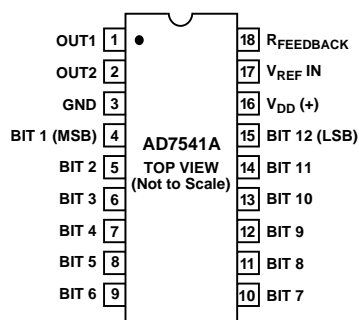 OUT1 1 18 RFEEDBACK
OUT2 2 17 VREF IN
GND 3 16 VDD (+)
BIT 1 (MSB) 4 15 BIT 12 (LSB)
AD7541A
BIT 2 5 14 BIT 11
TOP VIEW
(Not to Scale)
BIT 3 6 13 BIT 10
BIT 4 7 12 BIT 9
BIT 5 8 11 BIT 8
BIT 6 9 10 BIT 7